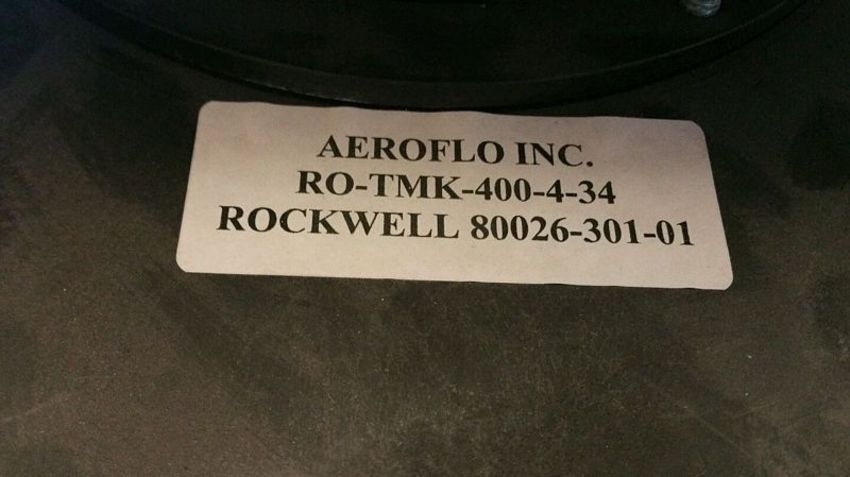 AEROFLO INC.
RO-TMK-400-4-34
ROCKWELL 80026-301-01